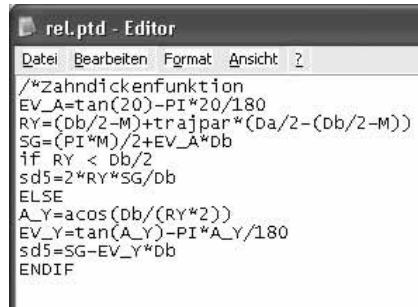 rel.ptd - Editor
Datei Bearbeiten Format Ansicht ?
/*Zahndickenfunktion
EV_A=tan(20)-PI*20/180
RY=(Db/2-M)+trajpar*(Da/2-(Db/2-M))
SG=(PI*M)/2+EV_A*Db
if RY < Db/2
sd5=2*RY*SG/Db
ELSE
A_Y=acos(Db/(RY*2))
EV_Y=tan(A_Y)-PI*A_Y/180
sd5=SG-EV_Y*Db
ENDIF